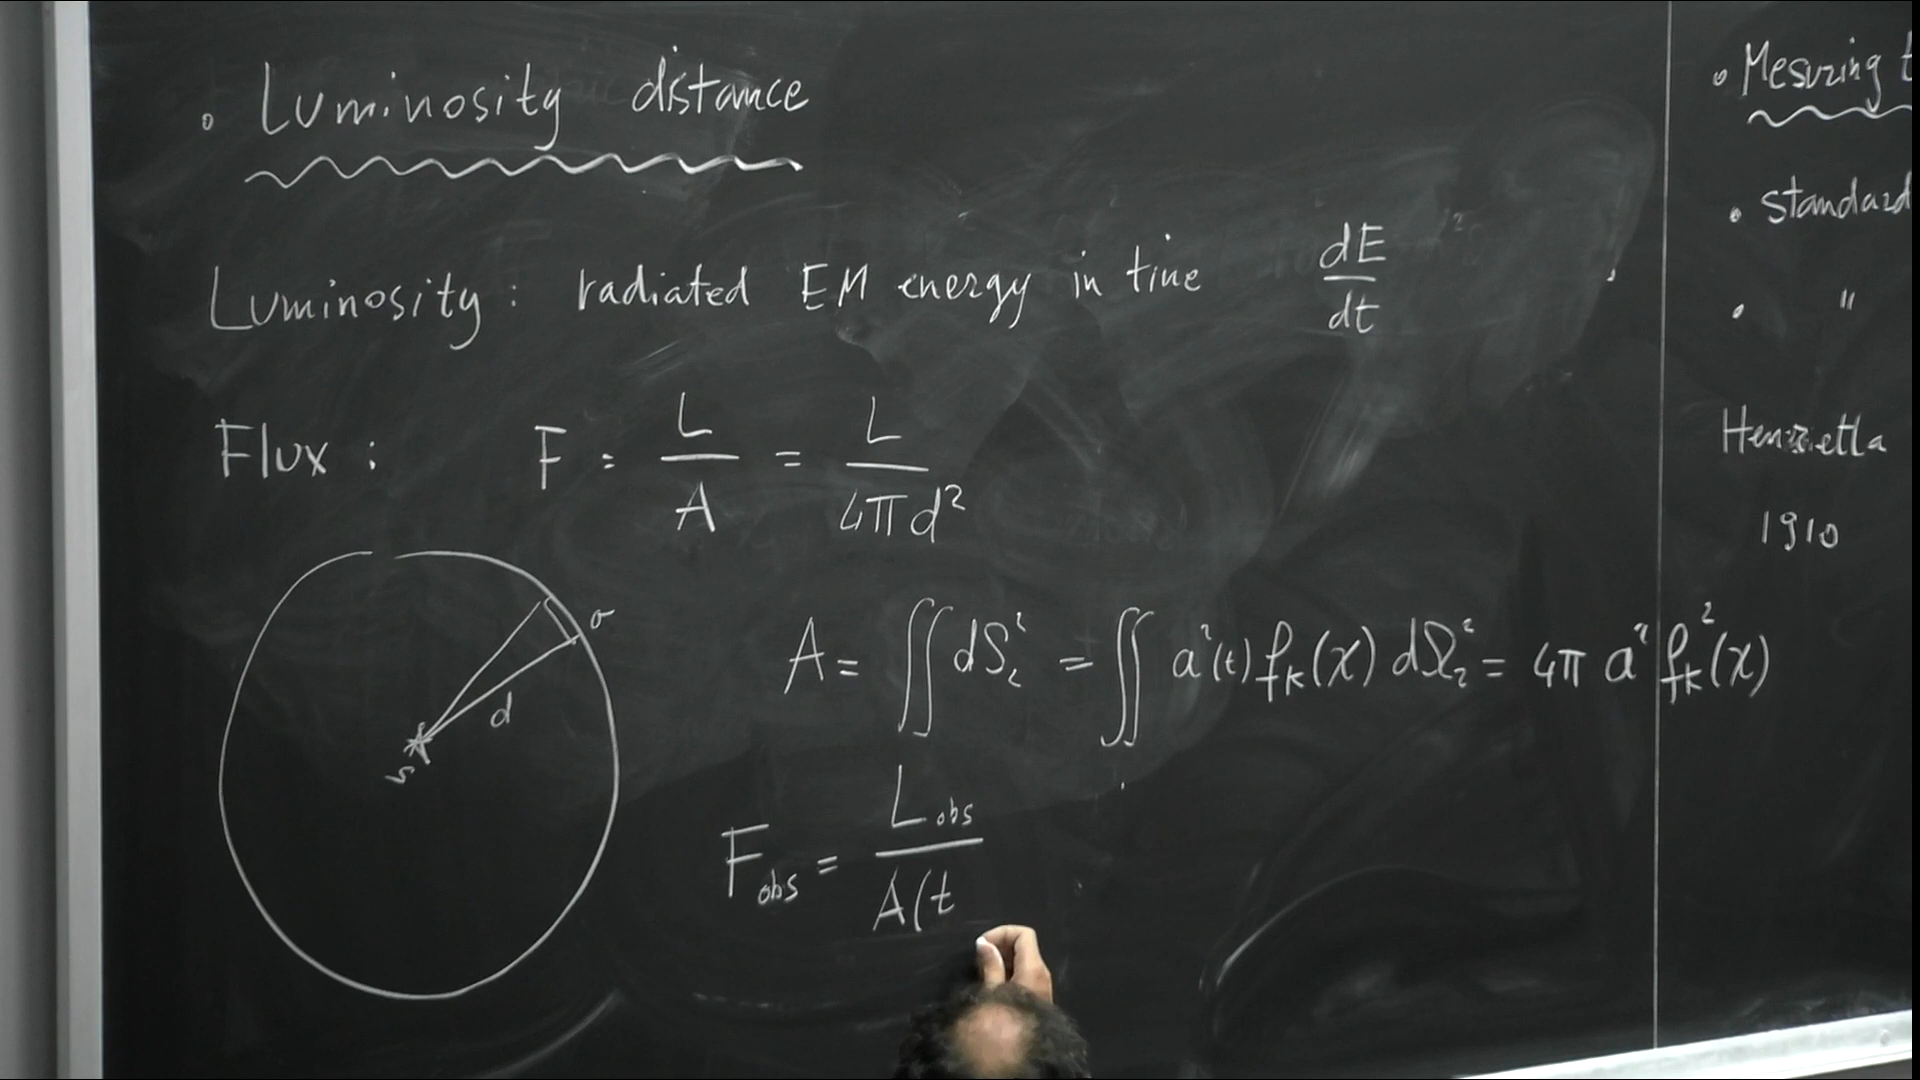 ◦ Luminosity distance
Luminosity : radiated EM energy in time dE/dt
Flux : F = L/A = L/4πd²
σ
d
s
A = ∬ dS₂² = ∬ a²(t) f_k(χ) dΩ₂² = 4π a² f_k²(χ)
F_obs = L_obs/A(t
◦ Mesuring
• standard
• "
Henrietta
1910